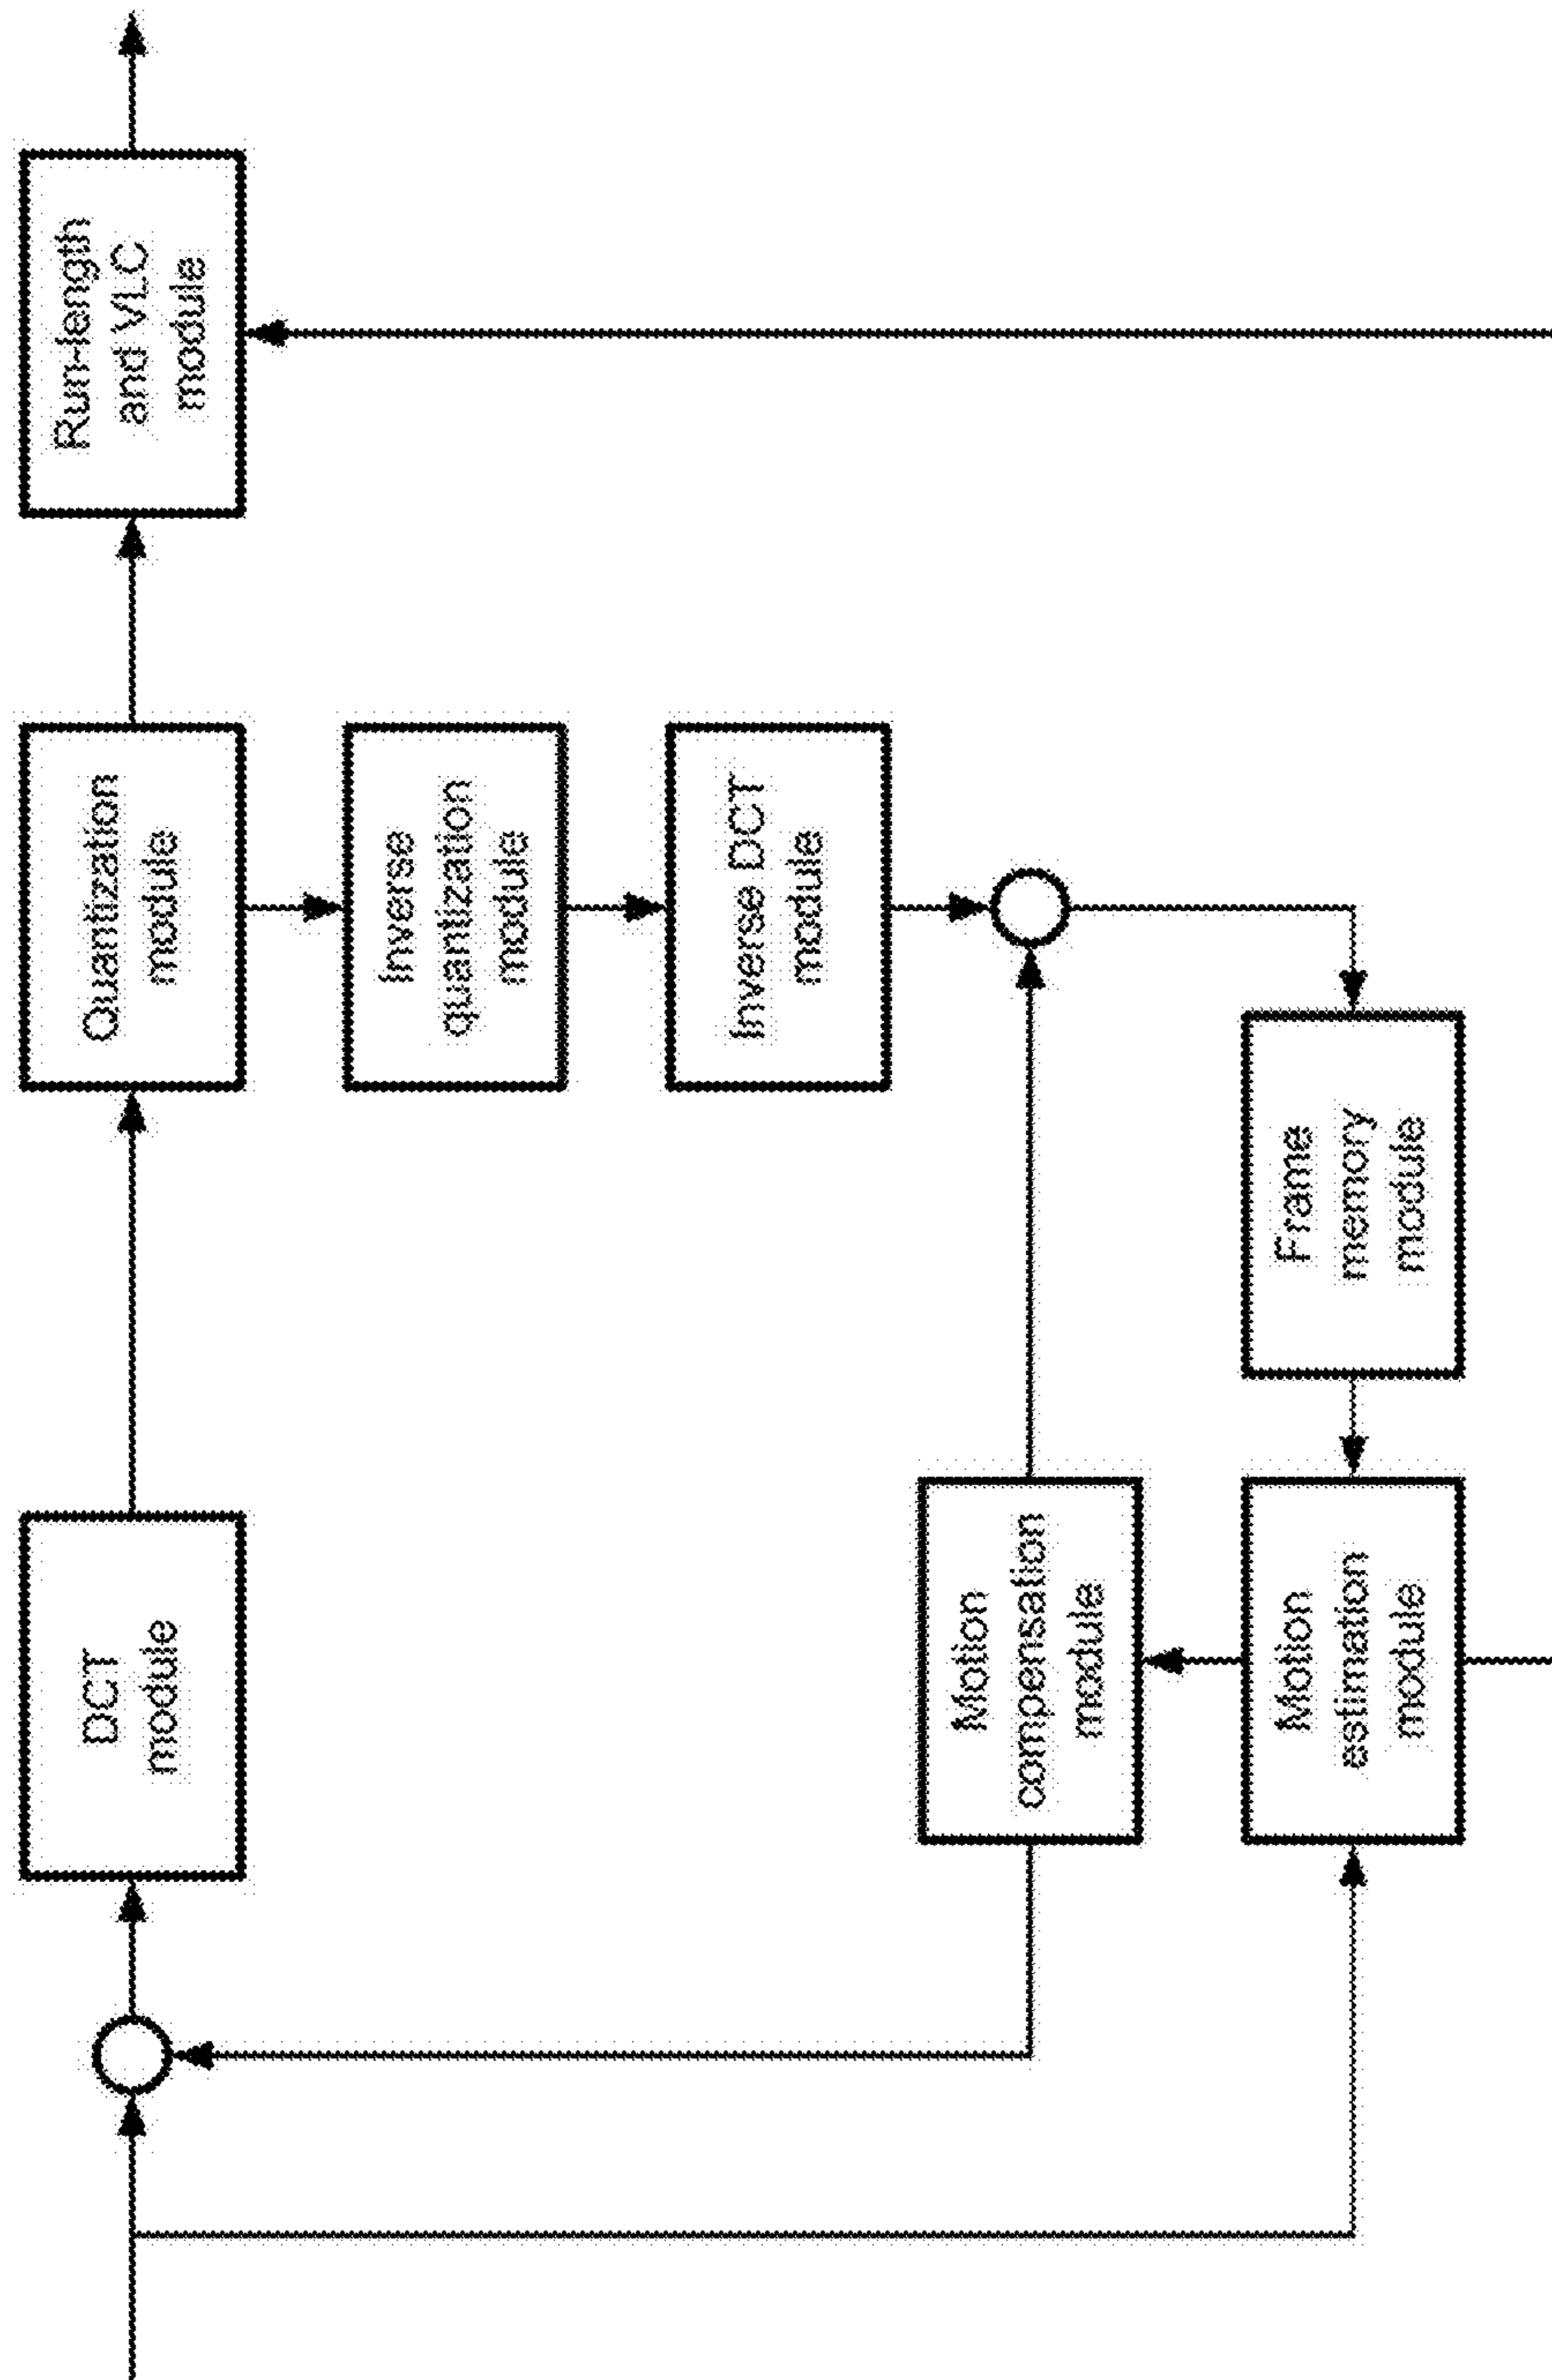 DCT
module
Quantization
module
Run-length
and VLC
module
Inverse
quantization
module
Inverse DCT
module
Motion
compensation
module
Frame
memory
module
Motion
estimation
module